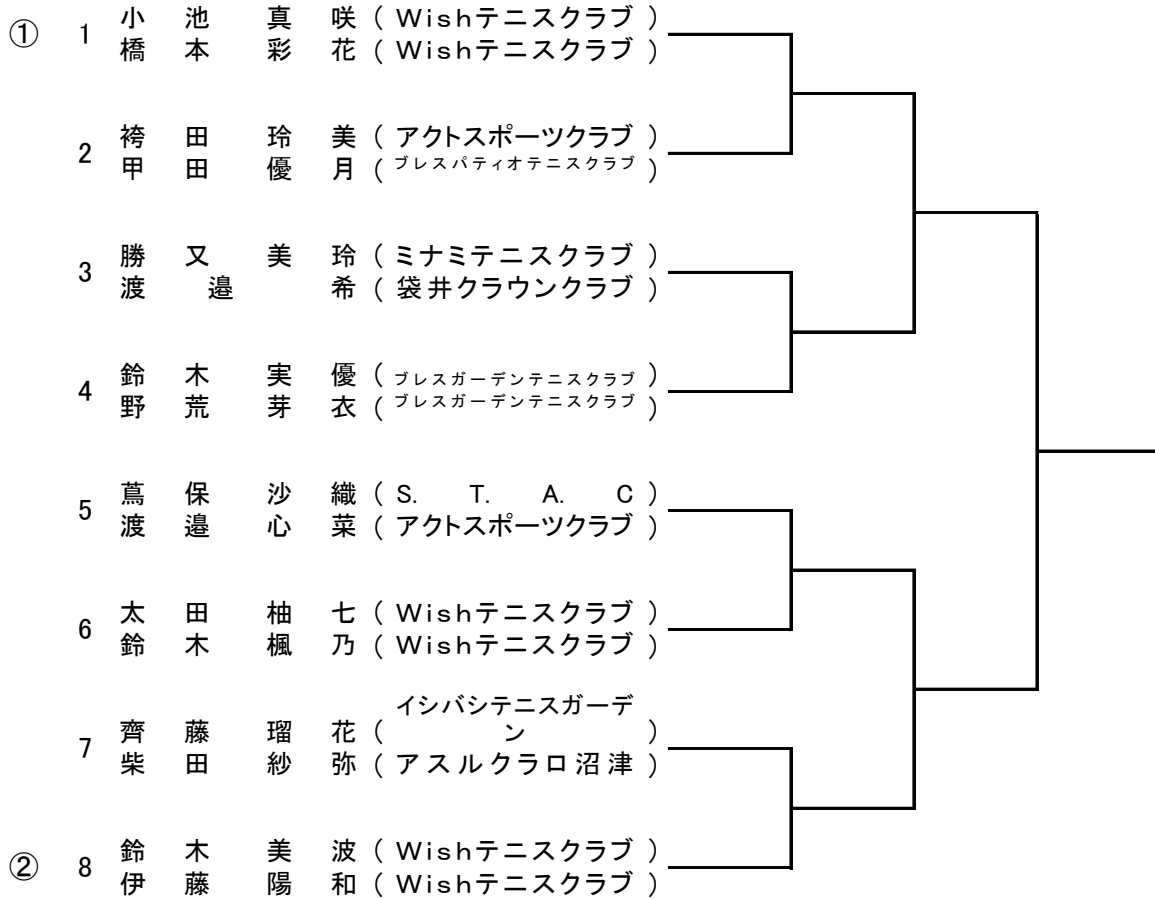 ① 1 小池真咲 ( Wishテニスクラブ )
橋本彩花 ( Wishテニスクラブ )
2 袴田玲美 ( アクトスポーツクラブ )
甲田優月 ( ブレスパティオテニスクラブ )
3 勝又美玲 ( ミナミテニスクラブ )
渡邉希 ( 袋井クラウンクラブ )
4 鈴木実優 ( ブレスガーデンテニスクラブ )
野荒芽衣 ( ブレスガーデンテニスクラブ )
5 蔦保沙織 ( S. T. A. C )
渡邉心菜 ( アクトスポーツクラブ )
6 太田柚七 ( Wishテニスクラブ )
鈴木楓乃 ( Wishテニスクラブ )
7 齊藤瑠花 ( イシバシテニスガーデン )
柴田紗弥 ( アスルクラロ沼津 )
② 8 鈴木美波 ( Wishテニスクラブ )
伊藤陽和 ( Wishテニスクラブ )